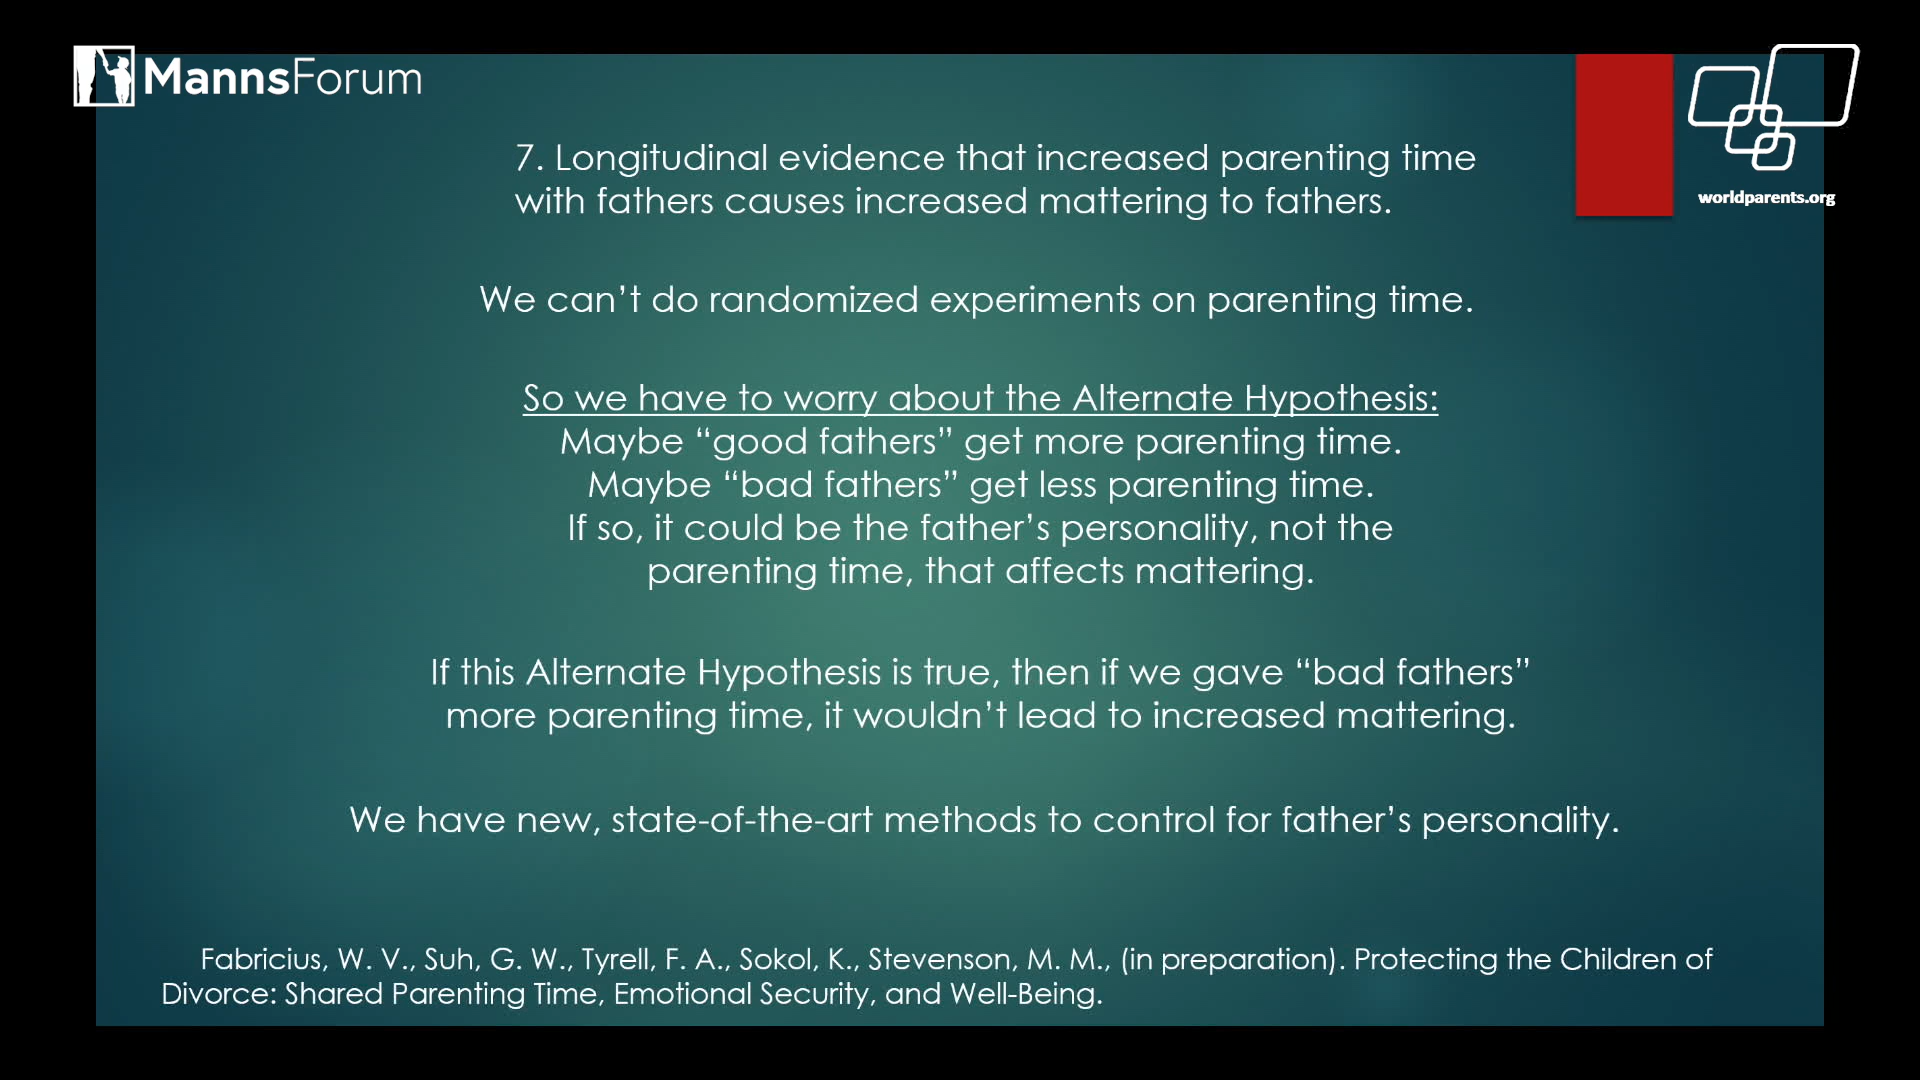 MannsForum
worldparents.org
7. Longitudinal evidence that increased parenting time
with fathers causes increased mattering to fathers.
We can’t do randomized experiments on parenting time.
So we have to worry about the Alternate Hypothesis:
Maybe “good fathers” get more parenting time.
Maybe “bad fathers” get less parenting time.
If so, it could be the father’s personality, not the
parenting time, that affects mattering.
If this Alternate Hypothesis is true, then if we gave “bad fathers”
more parenting time, it wouldn’t lead to increased mattering.
We have new, state-of-the-art methods to control for father’s personality.
Fabricius, W. V., Suh, G. W., Tyrell, F. A., Sokol, K., Stevenson, M. M., (in preparation). Protecting the Children of
Divorce: Shared Parenting Time, Emotional Security, and Well-Being.